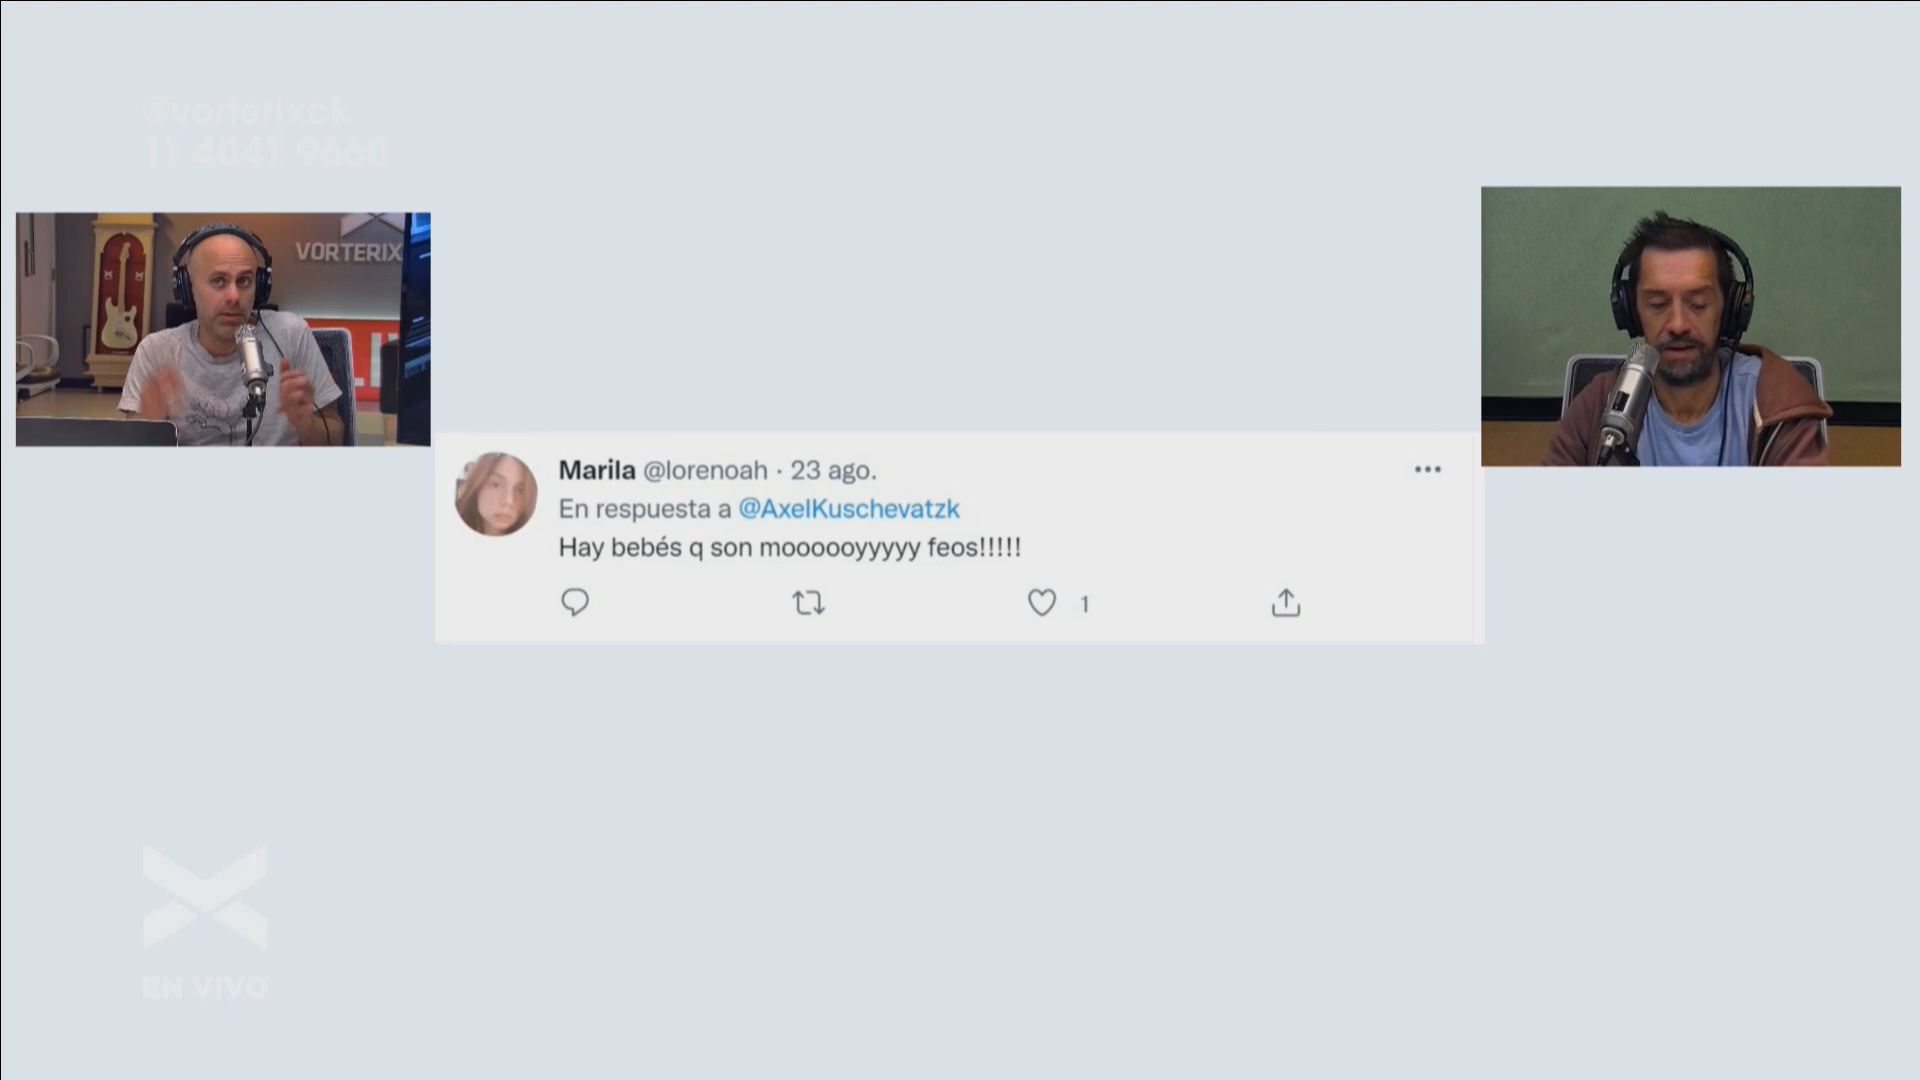 @vorterixok
11 4041 9660
VORTERIX
Marila @lorenoah · 23 ago.
En respuesta a @AxelKuschevatzk
Hay bebés q son moooooyyyyy feos!!!!!
1
EN VIVO